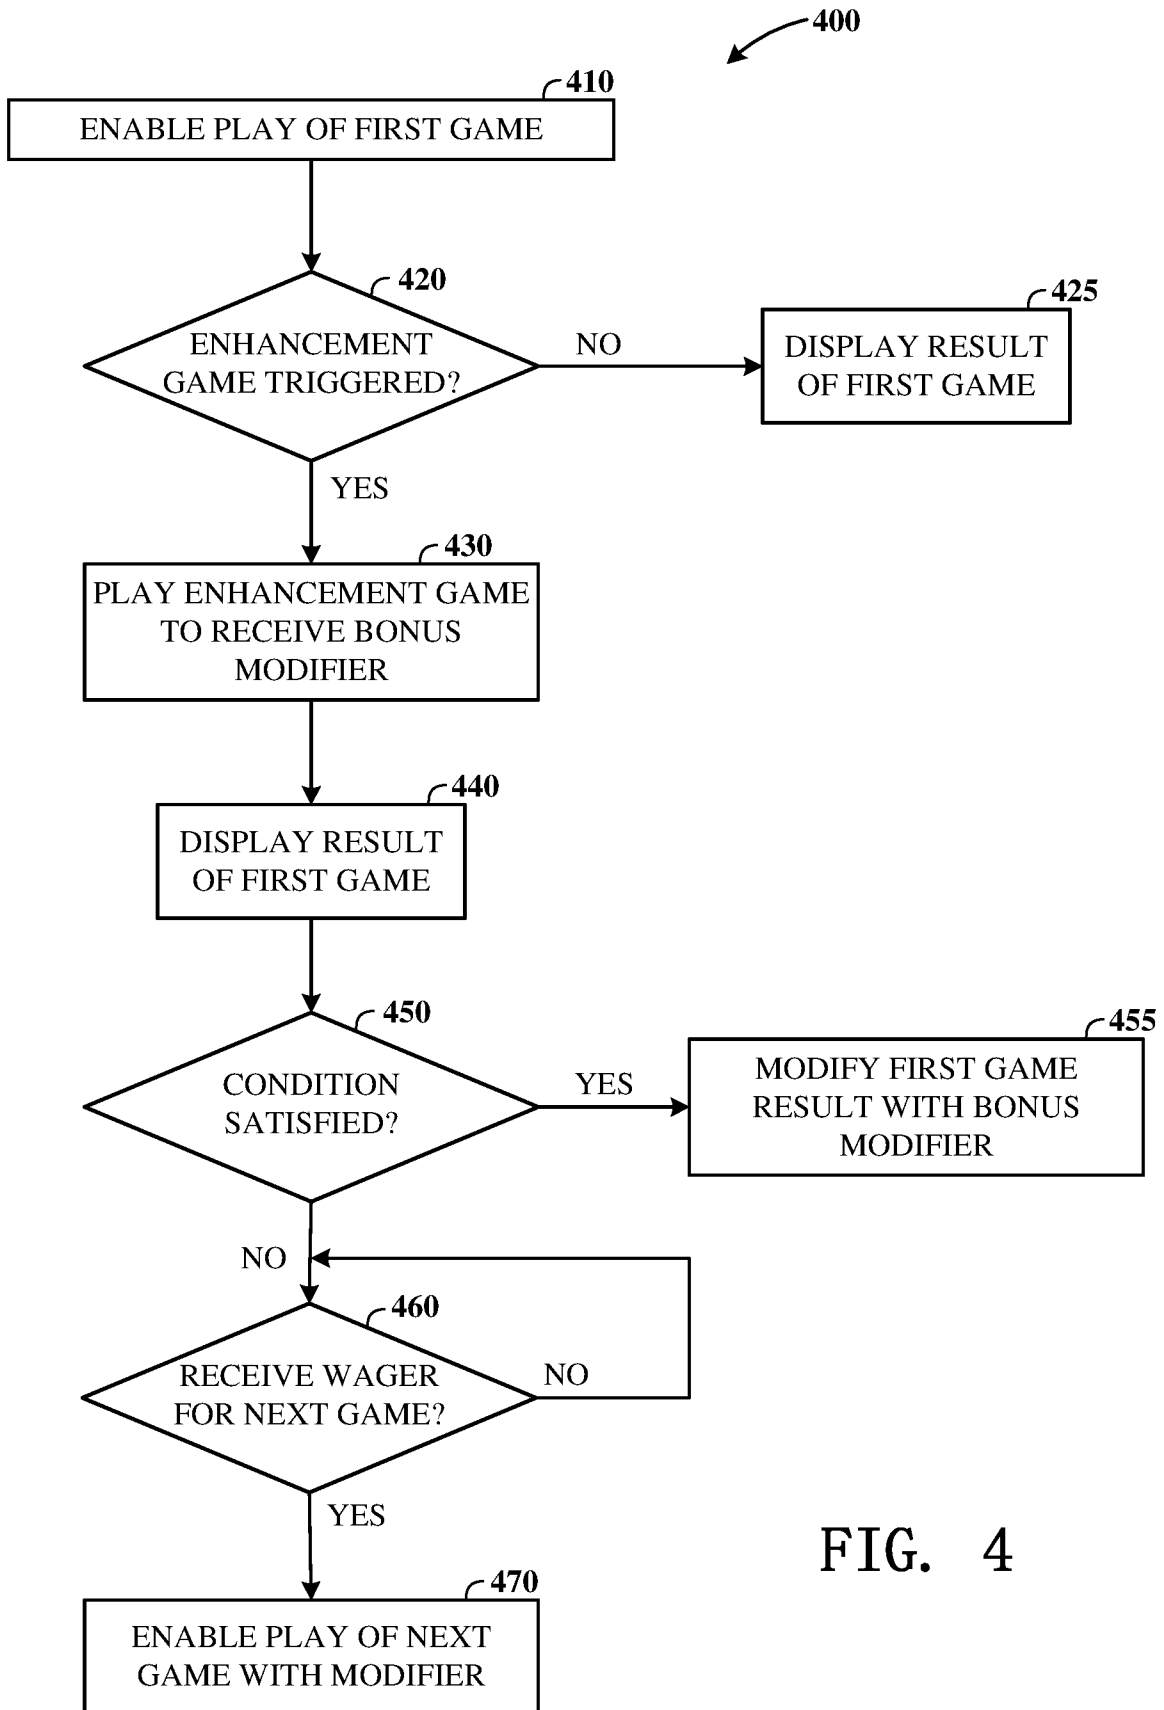 400
410
ENABLE PLAY OF FIRST GAME
420
ENHANCEMENT
GAME TRIGGERED?
NO
425
DISPLAY RESULT
OF FIRST GAME
YES
430
PLAY ENHANCEMENT GAME
TO RECEIVE BONUS
MODIFIER
440
DISPLAY RESULT
OF FIRST GAME
450
CONDITION
SATISFIED?
YES
455
MODIFY FIRST GAME
RESULT WITH BONUS
MODIFIER
NO
460
RECEIVE WAGER
FOR NEXT GAME?
NO
YES
470
ENABLE PLAY OF NEXT
GAME WITH MODIFIER
FIG. 4